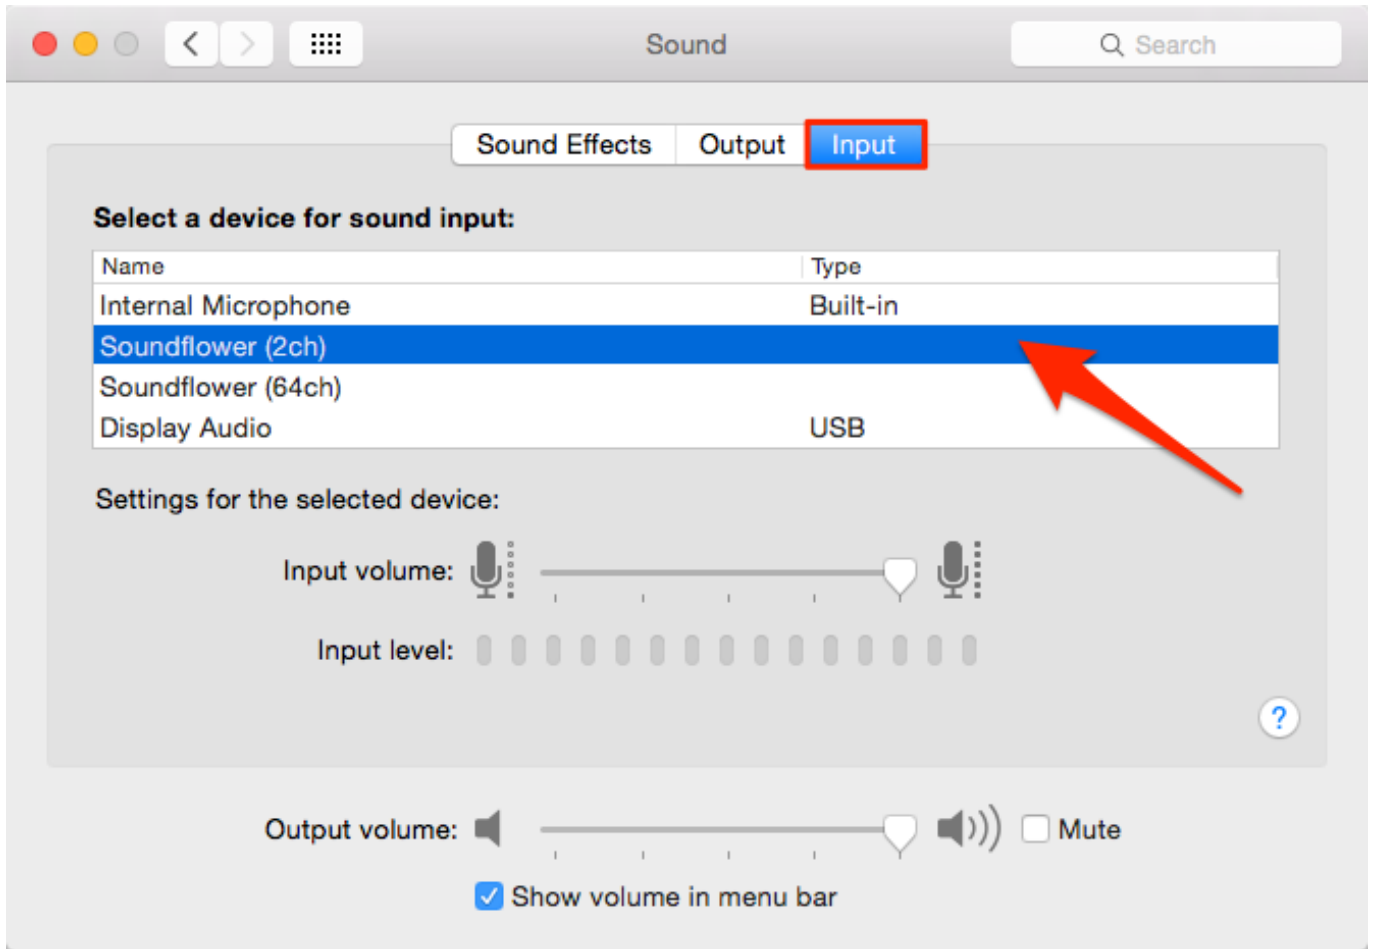 Sound
Search
Sound Effects Output Input
Select a device for sound input:
Name Type
Internal Microphone Built-in
Soundflower (2ch)
Soundflower (64ch)
Display Audio USB
Settings for the selected device:
Input volume:
Input level:
?
Output volume: Mute
Show volume in menu bar